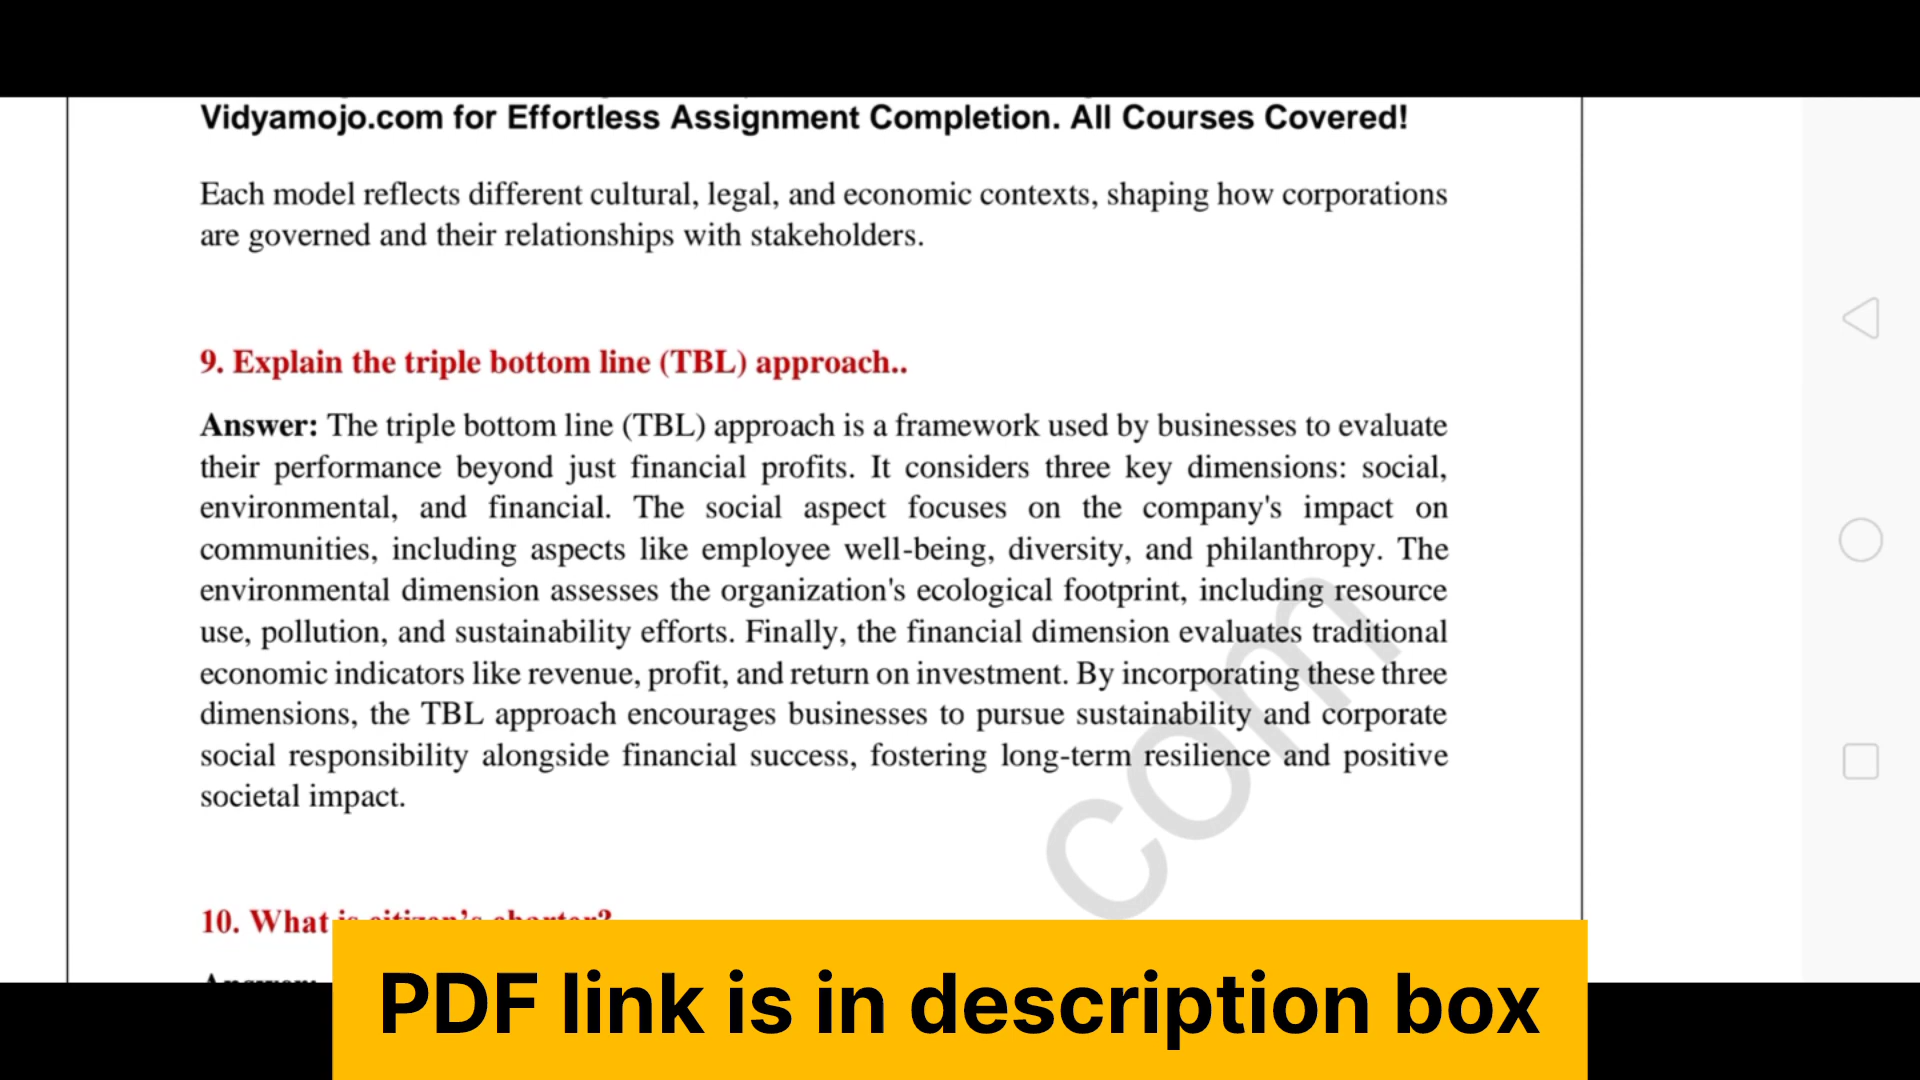 Vidyamojo.com for Effortless Assignment Completion. All Courses Covered!
Each model reflects different cultural, legal, and economic contexts, shaping how corporations
are governed and their relationships with stakeholders.
9. Explain the triple bottom line (TBL) approach..
Answer: The triple bottom line (TBL) approach is a framework used by businesses to evaluate
their performance beyond just financial profits. It considers three key dimensions: social,
environmental, and financial. The social aspect focuses on the company's impact on
communities, including aspects like employee well-being, diversity, and philanthropy. The
environmental dimension assesses the organization's ecological footprint, including resource
use, pollution, and sustainability efforts. Finally, the financial dimension evaluates traditional
economic indicators like revenue, profit, and return on investment. By incorporating these three
dimensions, the TBL approach encourages businesses to pursue sustainability and corporate
social responsibility alongside financial success, fostering long-term resilience and positive
societal impact.
com
10. What is citizen's charter?
PDF link is in description box